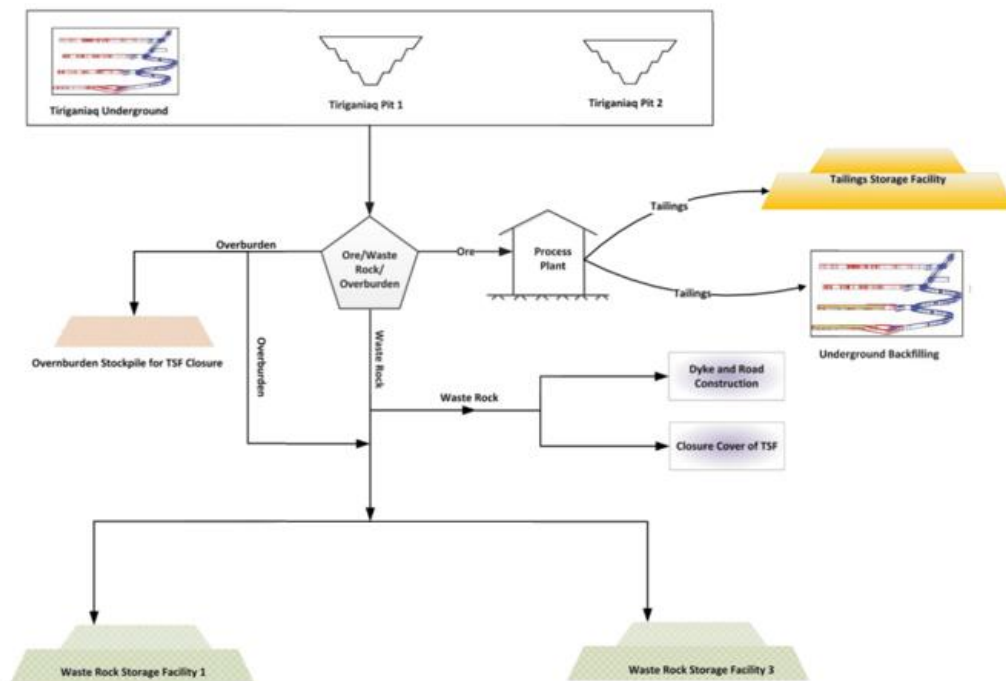 Tiriganiaq Underground
Tiriganiaq Pit 1
Tiriganiaq Pit 2
Tailings Storage Facility
Tailings
Overburden
Ore/Waste
Rock/
Overburden
Ore
Process
Plant
Tailings
Underground Backfilling
Overnburden Stockpile for TSF Closure
Overburden
Waste Rock
Dyke and Road
Construction
Waste Rock
Closure Cover of TSF
Waste Rock Storage Facility 1
Waste Rock Storage Facility 3